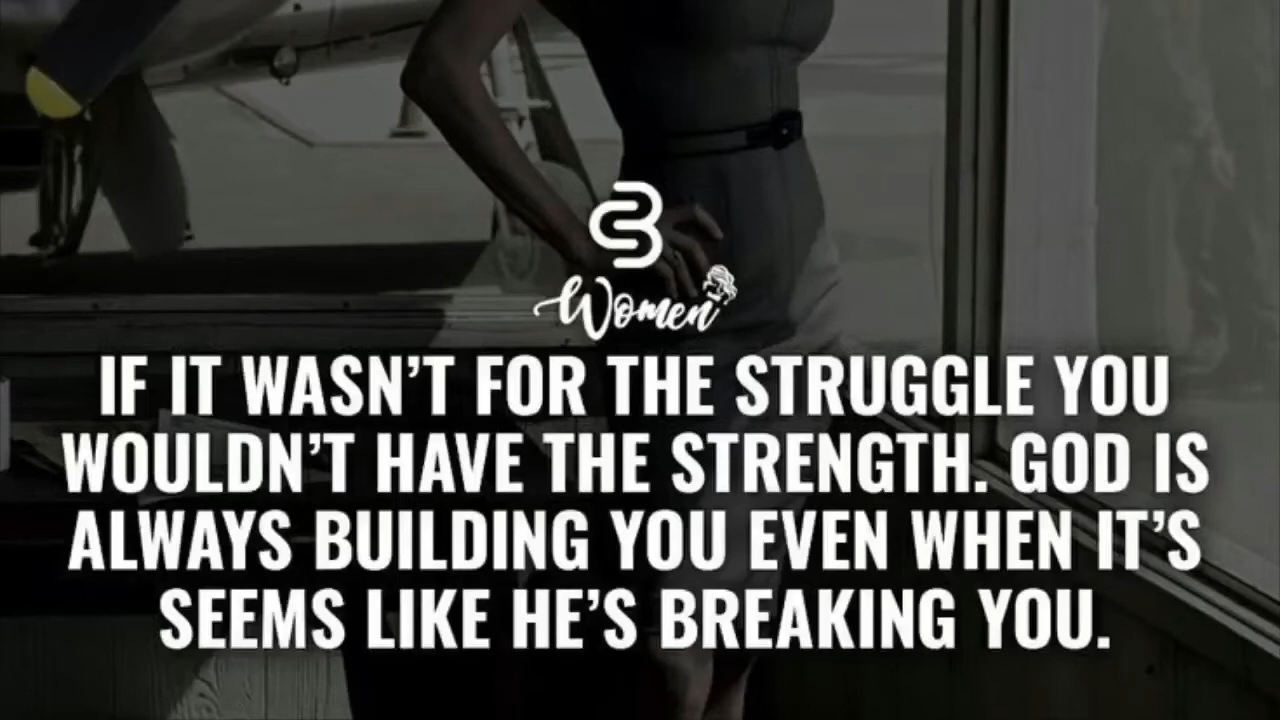 Women
IF IT WASN'T FOR THE STRUGGLE YOU
WOULDN'T HAVE THE STRENGTH. GOD IS
ALWAYS BUILDING YOU EVEN WHEN IT'S
SEEMS LIKE HE'S BREAKING YOU.